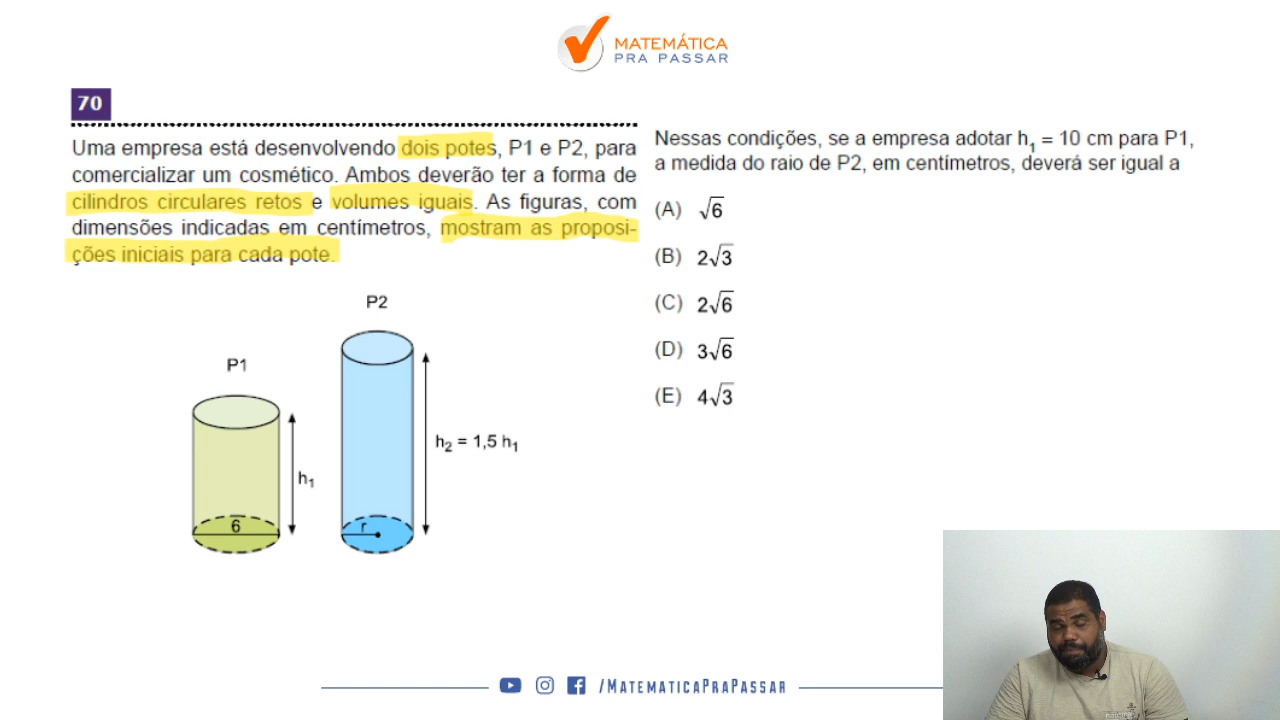 MATEMÁTICA
PRA PASSAR
70
Uma empresa está desenvolvendo dois potes, P1 e P2, para
comercializar um cosmético. Ambos deverão ter a forma de
cilindros circulares retos e volumes iguais. As figuras, com
dimensões indicadas em centímetros, mostram as proposi-
ções iniciais para cada pote.
P2
P1
h₂ = 1,5 h₁
h₁
6
r
Nessas condições, se a empresa adotar h₁ = 10 cm para P1,
a medida do raio de P2, em centímetros, deverá ser igual a
(A) √6
(B) 2√3
(C) 2√6
(D) 3√6
(E) 4√3
/MATEMATICAPRAPASSAR